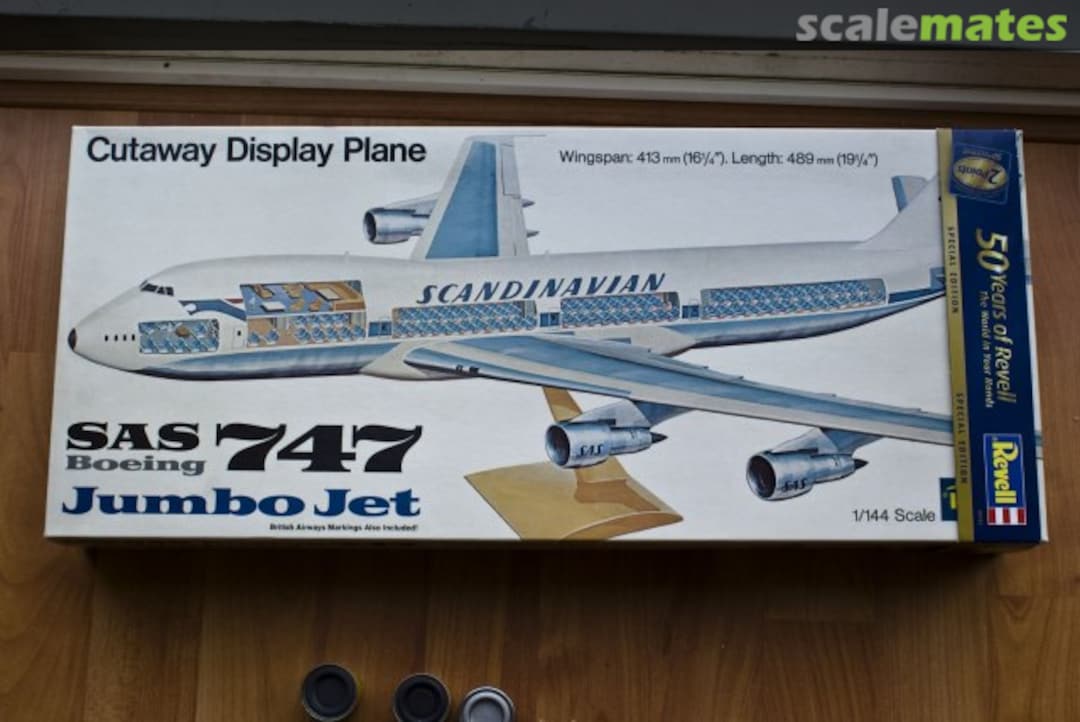 scalemates
Cutaway Display Plane
Wingspan: 413 mm (16¼"). Length: 489 mm (19¼")
2 Points
SCANDINAVIAN
SPECIAL EDITION
50 Years of Revell
The World in Your Hands
SPECIAL EDITION
SAS
Boeing
747
Jumbo Jet
British Airways Markings Also Included!
SAS
SAS
1/144 Scale
Revell